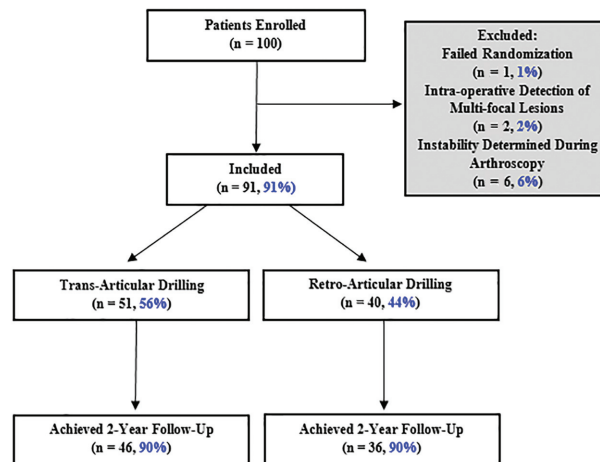 Patients Enrolled
(n = 100)
Excluded:
Failed Randomization
(n = 1, 1%)
Intra-operative Detection of
Multi-focal Lesions
(n = 2, 2%)
Instability Determined During
Arthroscopy
(n = 6, 6%)
Included
(n = 91, 91%)
Trans-Articular Drilling
(n = 51, 56%)
Retro-Articular Drilling
(n = 40, 44%)
Achieved 2-Year Follow-Up
(n = 46, 90%)
Achieved 2-Year Follow-Up
(n = 36, 90%)